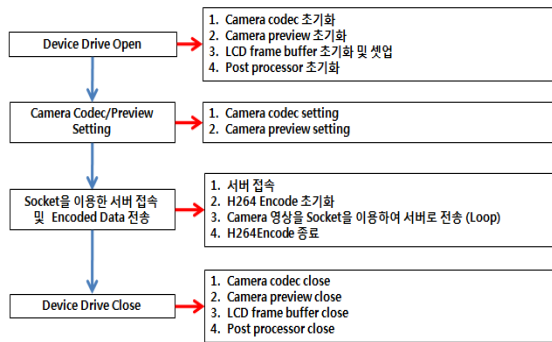 Device Drive Open
1. Camera codec 초기화
2. Camera preview 초기화
3. LCD frame buffer 초기화 및 셋업
4. Post processor 초기화
Camera Codec/Preview
Setting
1. Camera codec setting
2. Camera preview setting
Socket을 이용한 서버 접속
및 Encoded Data 전송
1. 서버 접속
2. H264 Encode 초기화
3. Camera 영상을 Socket을 이용하여 서버로 전송 (Loop)
4. H264Encode 종료
Device Drive Close
1. Camera codec close
2. Camera preview close
3. LCD frame buffer close
4. Post processor close